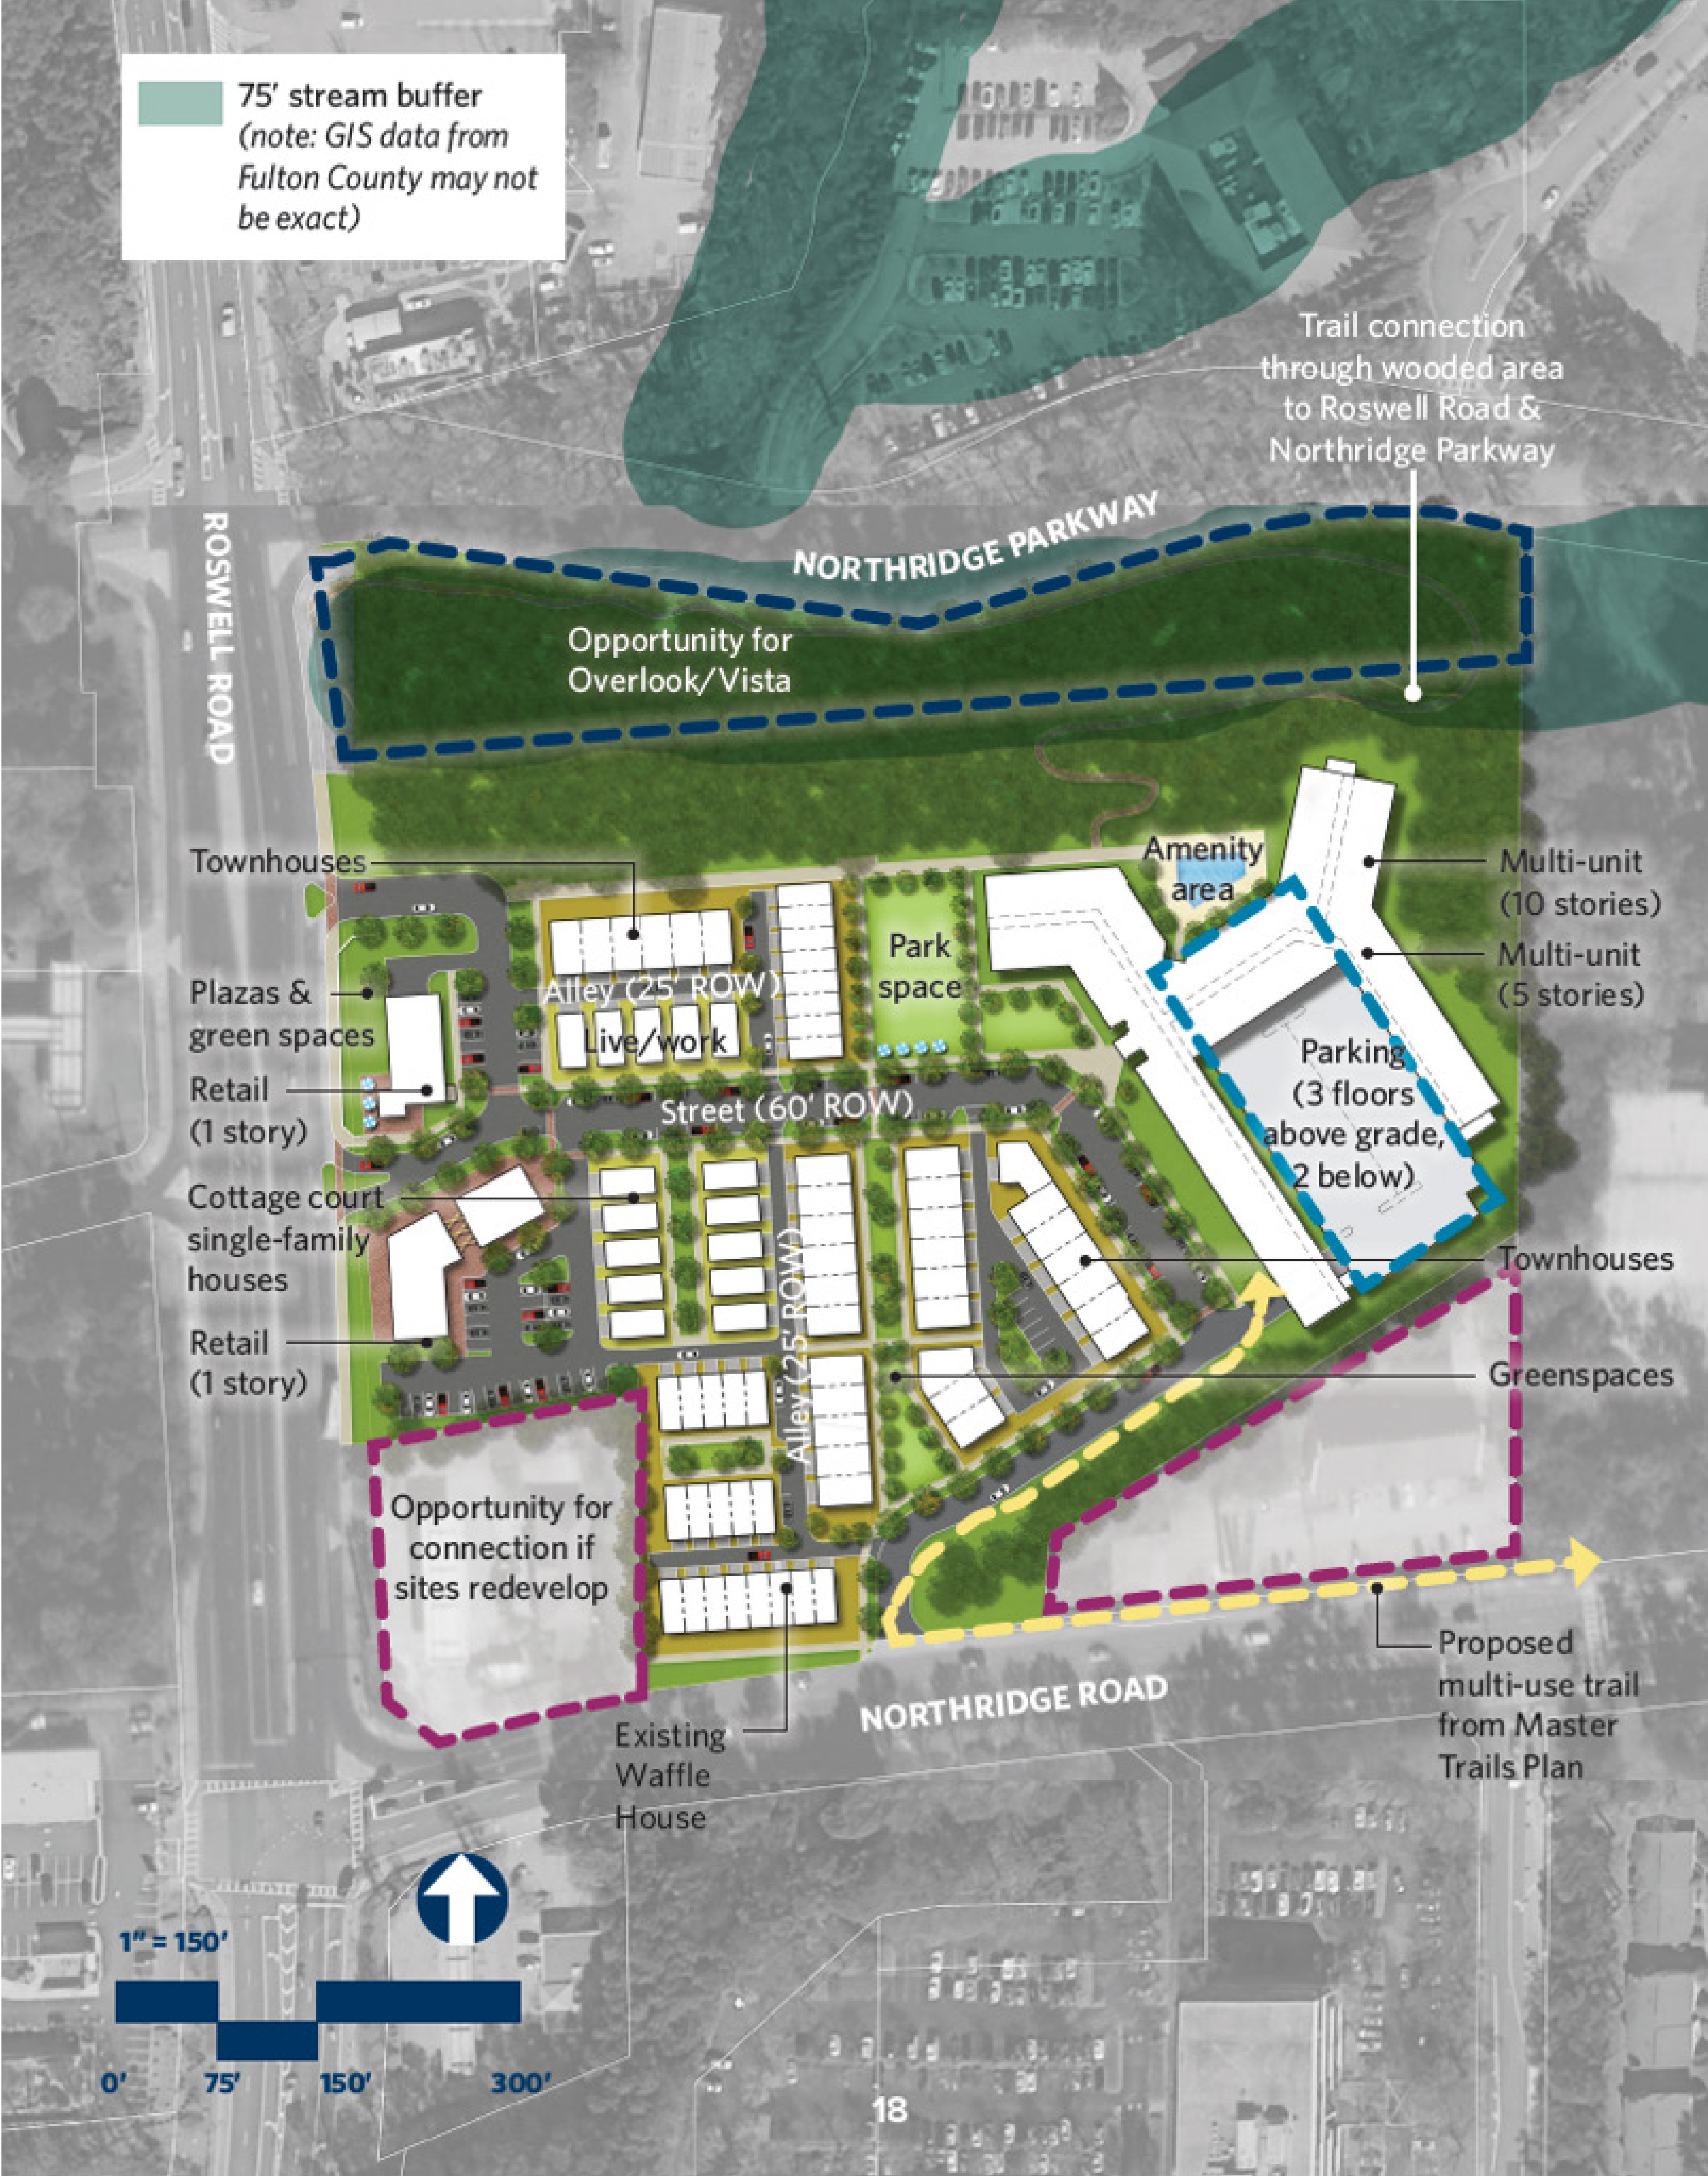 75′ stream buffer
(note: GIS data from
Fulton County may not
be exact)
Trail connection
through wooded area
to Roswell Road &
Northridge Parkway
NORTHRIDGE PARKWAY
ROSWELL ROAD
Opportunity for
Overlook/Vista
Townhouses
Amenity
area
Multi-unit
(10 stories)
Multi-unit
(5 stories)
Park
space
Plazas &
green spaces
Alley (25′ ROW)
Live/work
Retail
(1 story)
Street (60′ ROW)
Parking
(3 floors
above grade,
2 below)
Cottage court
single-family
houses
Alley (25′ ROW)
Townhouses
Retail
(1 story)
Greenspaces
Opportunity for
connection if
sites redevelop
Proposed
multi-use trail
from Master
Trails Plan
NORTHRIDGE ROAD
Existing
Waffle
House
1″ = 150′
0′ 75′ 150′ 300′
18